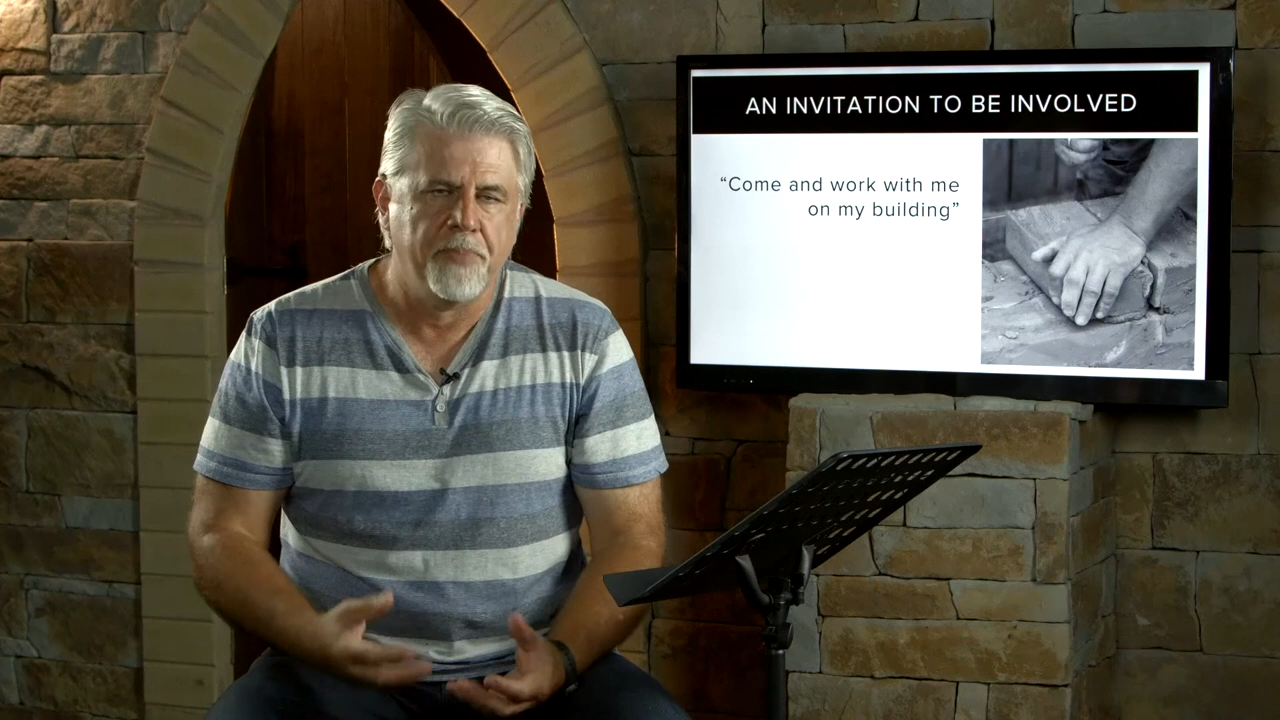 AN INVITATION TO BE INVOLVED
“Come and work with me
on my building”